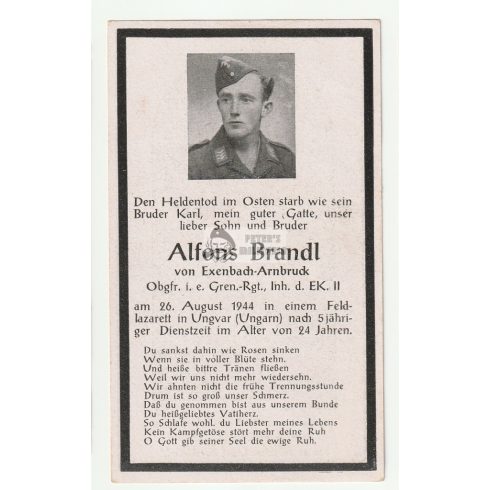 Den Heldentod im Osten starb wie sein
Bruder Karl, mein guter Gatte, unser
lieber Sohn und Bruder
PETER'S
Alfons Brandl
von Exenbach-Arnbruck
Obgfr. i. e. Gren.-Rgt., Inh. d. EK. II
am 26. August 1944 in einem Feld-
lazarett in Ungvar (Ungarn) nach 5jähri-
ger Dienstzeit im Alter von 24 Jahren.
Du sankst dahin wie Rosen sinken
Wenn sie in voller Blüte stehn.
Und heiße bittre Tränen fließen
Weil wir uns nicht mehr wiedersehn.
Wir ahnten nicht die frühe Trennungsstunde
Drum ist so groß unser Schmerz.
Daß du genommen bist aus unserem Bunde
Du heißgeliebtes Vatiherz.
So Schlafe wohl, du Liebster meines Lebens
Kein Kampfgetöse stört mehr deine Ruh
O Gott gib seiner Seel die ewige Ruh.